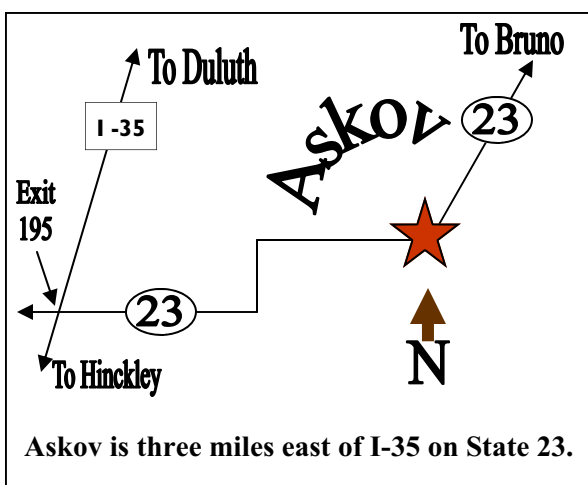 To Bruno
To Duluth
I -35
Askov
23
Exit
195
23
To Hinckley
N
Askov is three miles east of I-35 on State 23.